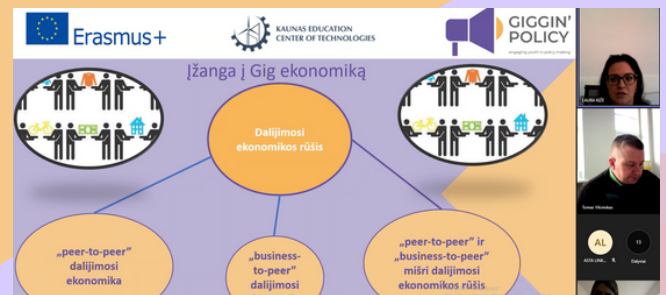 Erasmus+
KAUNAS EDUCATION
CENTER OF TECHNOLOGIES
GIGGIN'
POLICY
engaging youth in policy making
Įžanga į Gig ekonomiką
Dalijimosi
ekonomikos rūšis
„peer-to-peer”
dalijimosi
ekonomika
„business-
to-peer”
dalijimosi
„peer-to-peer” ir
„business-to-peer”
mišri dalijimosi
ekonomikos rūšis
LAURA
Tomas
AL
13
ASTA LINK...
Dalyviai